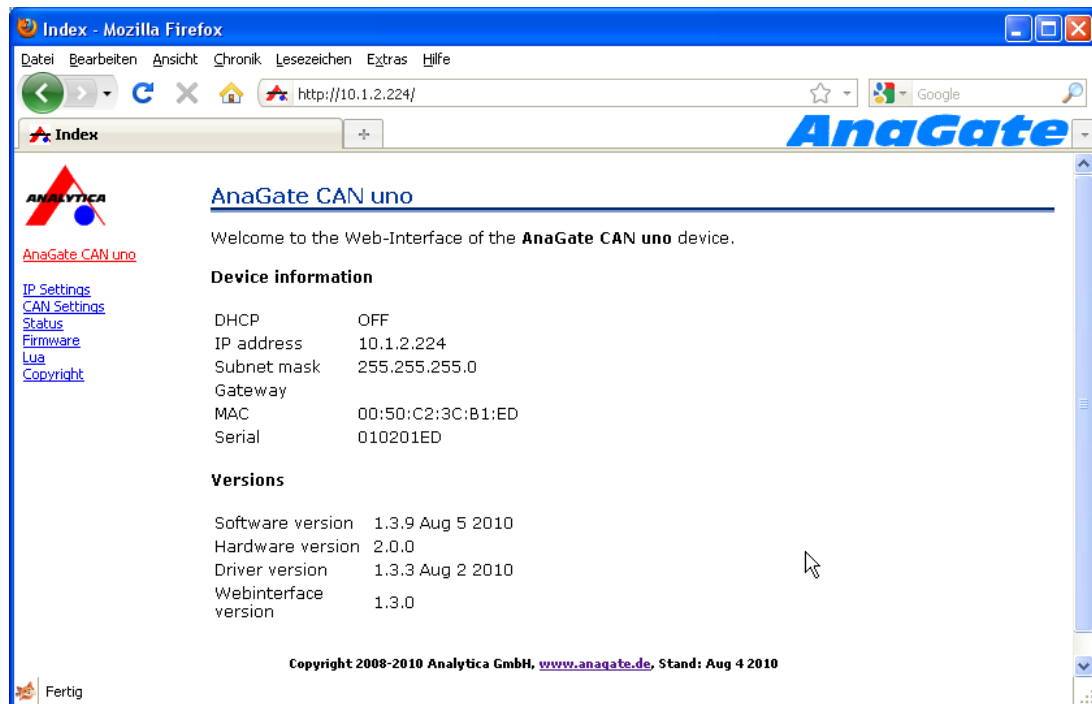 Index - Mozilla Firefox
Datei Bearbeiten Ansicht Chronik Lesezeichen Extras Hilfe
http://10.1.2.224/
Google
Index
AnaGate
ANALYTICA
AnaGate CAN uno
IP Settings
CAN Settings
Status
Firmware
Lua
Copyright
AnaGate CAN uno
Welcome to the Web-Interface of the AnaGate CAN uno device.
Device information
DHCP OFF
IP address 10.1.2.224
Subnet mask 255.255.255.0
Gateway
MAC 00:50:C2:3C:B1:ED
Serial 010201ED
Versions
Software version 1.3.9 Aug 5 2010
Hardware version 2.0.0
Driver version 1.3.3 Aug 2 2010
Webinterface
version 1.3.0
Copyright 2008-2010 Analytica GmbH, www.anagate.de, Stand: Aug 4 2010
Fertig